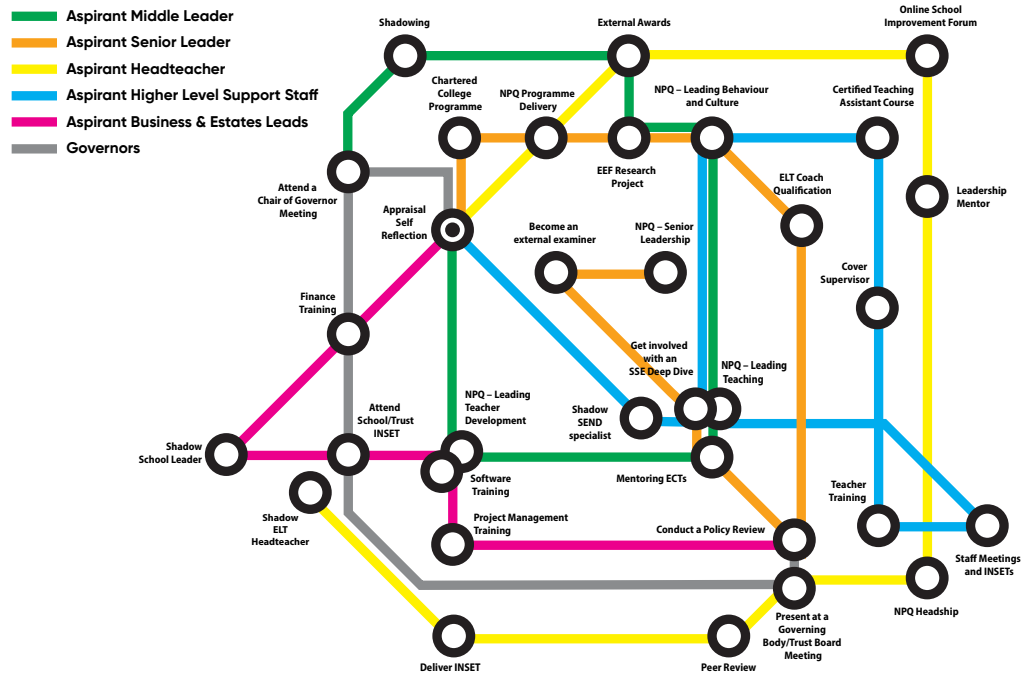 Aspirant Middle Leader
Aspirant Senior Leader
Aspirant Headteacher
Aspirant Higher Level Support Staff
Aspirant Business & Estates Leads
Governors
Shadowing
External Awards
Online School
Improvement Forum
Chartered
College
Programme
NPQ Programme
Delivery
NPQ – Leading Behaviour
and Culture
Certified Teaching
Assistant Course
EEF Research
Project
Attend a
Chair of Governor
Meeting
ELT Coach
Qualification
Leadership
Mentor
Appraisal
Self
Reflection
Become an
external examiner
NPQ – Senior
Leadership
Cover
Supervisor
Finance
Training
Get involved
with an
SSE Deep Dive
NPQ – Leading
Teaching
NPQ – Leading
Teacher
Development
Attend
School/Trust
INSET
Shadow
SEND
specialist
Shadow
School Leader
Software
Training
Mentoring ECTs
Teacher
Training
Shadow
ELT
Headteacher
Project Management
Training
Conduct a Policy Review
Staff Meetings
and INSETs
NPQ Headship
Present at a
Governing
Body/Trust Board
Meeting
Deliver INSET
Peer Review